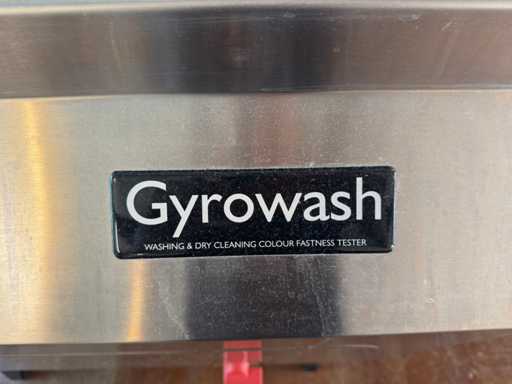 Gyrowash
WASHING & DRY CLEANING COLOUR FASTNESS TESTER